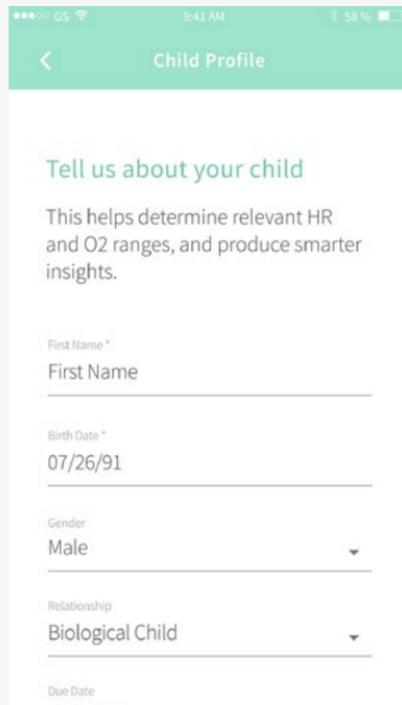 GS 9:41 AM 58 %
Child Profile
Tell us about your child
This helps determine relevant HR
and O2 ranges, and produce smarter
insights.
First Name *
First Name
Birth Date *
07/26/91
Gender
Male
Relationship
Biological Child
Due Date